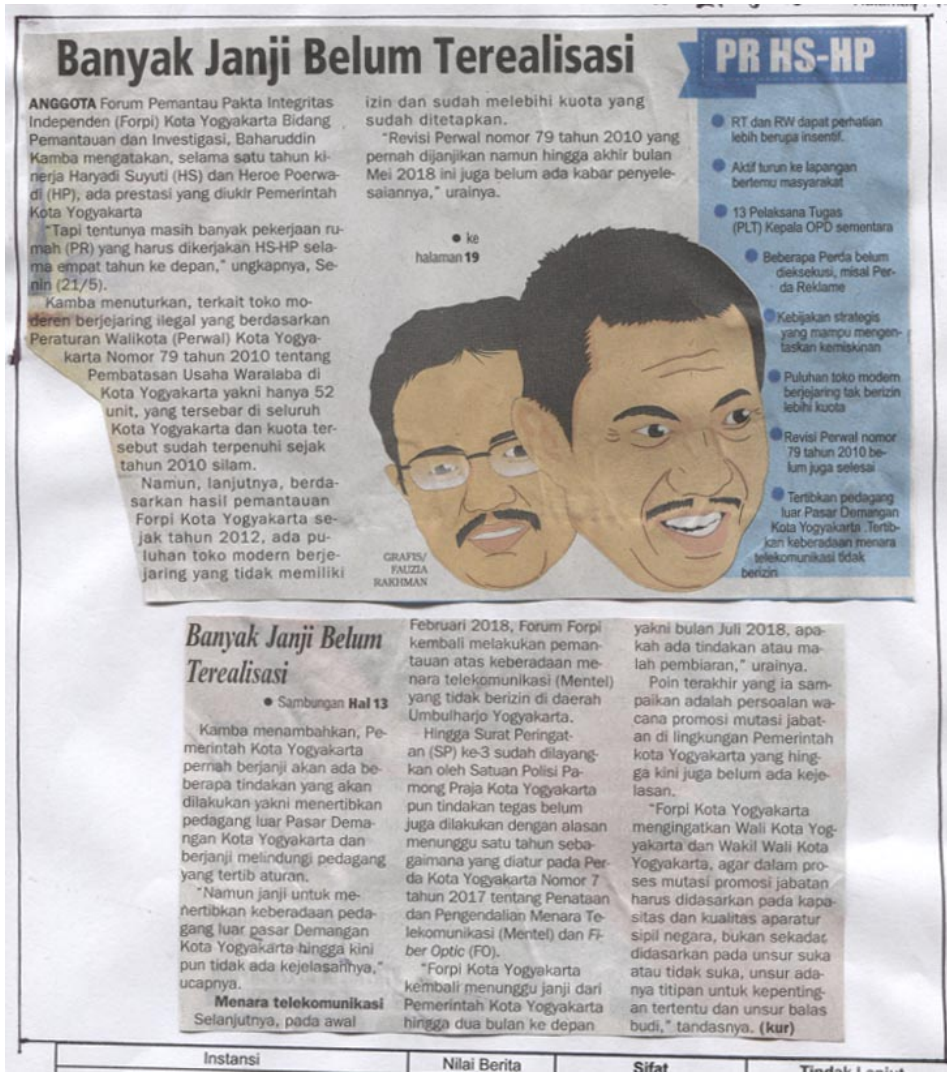 Banyak Janji Belum Terealisasi
ANGGOTA Forum Pemantau Pakta Integritas
Independen (Forpi) Kota Yogyakarta Bidang
Pemantauan dan Investigasi, Baharuddin
Kamba mengatakan, selama satu tahun ki-
nerja Haryadi Suyuti (HS) dan Heroe Poerwa-
di (HP), ada prestasi yang diukir Pemerintah
Kota Yogyakarta
"Tapi tentunya masih banyak pekerjaan ru-
mah (PR) yang harus dikerjakan HS-HP sela-
ma empat tahun ke depan," ungkapnya, Se-
nin (21/5).
Kamba menuturkan, terkait toko mo-
deren berjejaring ilegal yang berdasarkan
Peraturan Walikota (Perwal) Kota Yogya-
karta Nomor 79 tahun 2010 tentang
Pembatasan Usaha Waralaba di
Kota Yogyakarta yakni hanya 52
unit, yang tersebar di seluruh
Kota Yogyakarta dan kuota ter-
sebut sudah terpenuhi sejak
tahun 2010 silam.
Namun, lanjutnya, berda-
sarkan hasil pemantauan
Forpi Kota Yogyakarta se-
jak tahun 2012, ada pu-
luhan toko modern berje-
jaring yang tidak memiliki
izin dan sudah melebihi kuota yang
sudah ditetapkan.
"Revisi Perwal nomor 79 tahun 2010 yang
pernah dijanjikan namun hingga akhir bulan
Mei 2018 ini juga belum ada kabar penyele-
saiannya," urainya.
● ke
halaman 19
GRAFIS/
FAUZIA
RAKHMAN
PR HS-HP
● RT dan RW dapat perhatian
lebih berupa insentif.
● Aktif turun ke lapangan
bertemu masyarakat
● 13 Pelaksana Tugas
(PLT) Kepala OPD sementara
● Beberapa Perda belum
dieksekusi, misal Per-
da Reklame
● Kebijakan strategis
yang mampu mengen-
taskan kemiskinan
● Puluhan toko modern
berjejaring tak berizin
lebihi kuota
● Revisi Perwal nomor
79 tahun 2010 be-
lum juga selesai
● Tertibkan pedagang
luar Pasar Demangan
Kota Yogyakarta .Tertib-
kan keberadaan menara
telekomunikasi tidak
berizin
Banyak Janji Belum
Terealisasi
● Sambungan Hal 13
Kamba menambahkan, Pe-
merintah Kota Yogyakarta
pernah berjanji akan ada be-
berapa tindakan yang akan
dilakukan yakni menertibkan
pedagang luar Pasar Dema-
ngan Kota Yogyakarta dan
berjanji melindungi pedagang
yang tertib aturan.
"Namun janji untuk me-
nertibkan keberadaan peda-
gang luar pasar Demangan
Kota Yogyakarta hingga kini
pun tidak ada kejelasannya,"
ucapnya.
Menara telekomunikasi
Selanjutnya, pada awal
Februari 2018, Forum Forpi
kembali melakukan peman-
tauan atas keberadaan me-
nara telekomunikasi (Mentel)
yang tidak berizin di daerah
Umbulharjo Yogyakarta.
Hingga Surat Peringat-
an (SP) ke-3 sudah dilayang-
kan oleh Satuan Polisi Pa-
mong Praja Kota Yogyakarta
pun tindakan tegas belum
juga dilakukan dengan alasan
menunggu satu tahun seba-
gaimana yang diatur pada Per-
da Kota Yogyakarta Nomor 7
tahun 2017 tentang Penataan
dan Pengendalian Menara Te-
lekomunikasi (Mentel) dan Fi-
ber Optic (FO).
"Forpi Kota Yogyakarta
kembali menunggu janji dari
Pemerintah Kota Yogyakarta
hingga dua bulan ke depan
yakni bulan Juli 2018, apa-
kah ada tindakan atau ma-
lah pembiaran," urainya.
Poin terakhir yang ia sam-
paikan adalah persoalan wa-
cana promosi mutasi jabat-
an di lingkungan Pemerintah
kota Yogyakarta yang hing-
ga kini juga belum ada keje-
lasan.
"Forpi Kota Yogyakarta
mengingatkan Wali Kota Yog-
yakarta dan Wakil Wali Kota
Yogyakarta, agar dalam pro-
ses mutasi promosi jabatan
harus didasarkan pada kapa-
sitas dan kualitas aparatur
sipil negara, bukan sekadar
didasarkan pada unsur suka
atau tidak suka, unsur ada-
nya titipan untuk kepenting-
an tertentu dan unsur balas
budi," tandasnya. (kur)
Instansi
Nilai Berita
Sifat
Tindak Lanjut